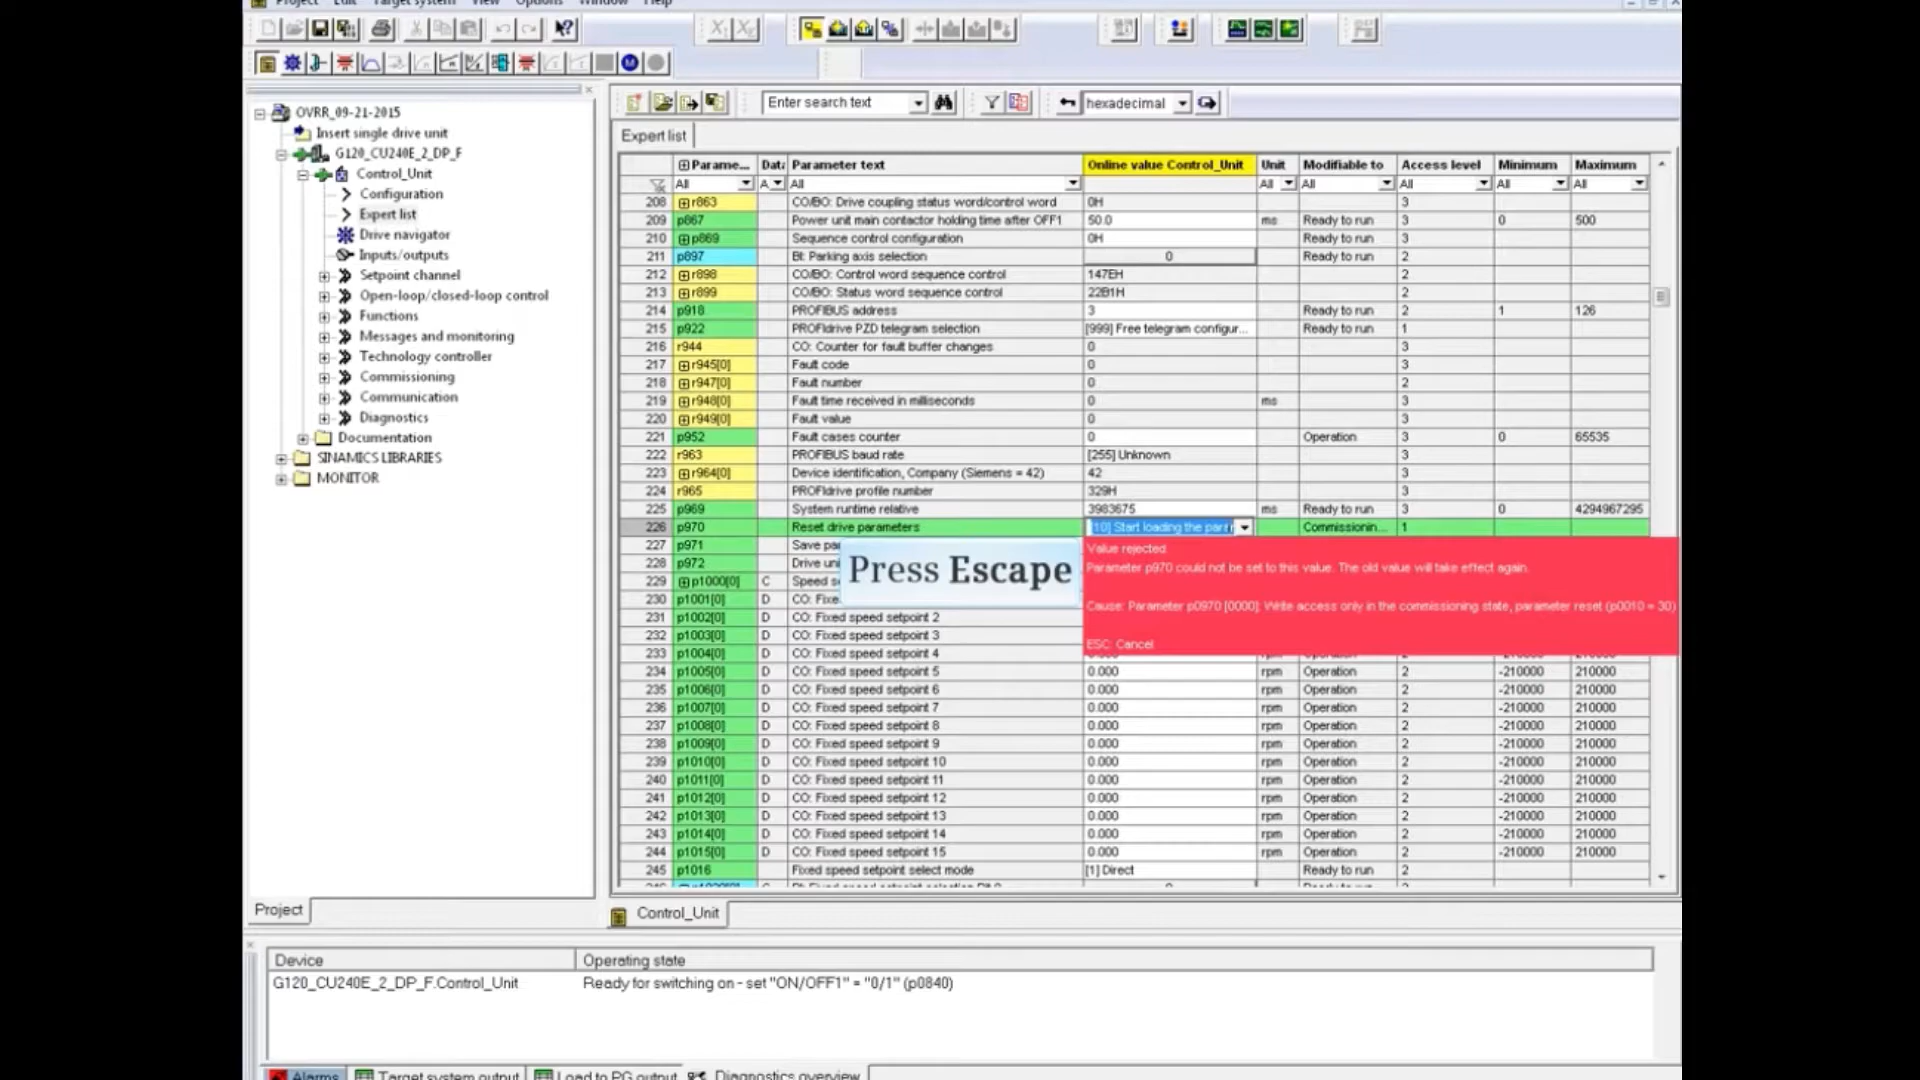 Project Edit Target system View Options Window Help
Enter search text
hexadecimal
OVRR_09-21-2015
Insert single drive unit
G120_CU240E_2_DP_F
Control_Unit
Configuration
Expert list
Drive navigator
Inputs/outputs
Setpoint channel
Open-loop/closed-loop control
Functions
Messages and monitoring
Technology controller
Commissioning
Communication
Diagnostics
Documentation
SINAMICS LIBRARIES
MONITOR
Project
Expert list
Parame... Data Parameter text Online value Control_Unit Unit Modifiable to Access level Minimum Maximum
All A All All All All All All
208 r863 CO/BO: Drive coupling status word/control word 0H 3
209 p867 Power unit main contactor holding time after OFF1 50.0 ms Ready to run 3 0 500
210 p869 Sequence control configuration 0H Ready to run 3
211 p897 BI: Parking axis selection 0 Ready to run 2
212 r898 CO/BO: Control word sequence control 147EH 2
213 r899 CO/BO: Status word sequence control 22B1H 2
214 p918 PROFIBUS address 3 Ready to run 2 1 126
215 p922 PROFIdrive PZD telegram selection [999] Free telegram configur... Ready to run 1
216 r944 CO: Counter for fault buffer changes 0 3
217 r945[0] Fault code 0 3
218 r947[0] Fault number 0 2
219 r948[0] Fault time received in milliseconds 0 ms 3
220 r949[0] Fault value 0 3
221 p952 Fault cases counter 0 Operation 3 0 65535
222 r963 PROFIBUS baud rate [255] Unknown 3
223 r964[0] Device identification, Company (Siemens = 42) 42 3
224 r965 PROFIdrive profile number 329H 3
225 p969 System runtime relative 3983675 ms Ready to run 3 0 4294967295
226 p970 Reset drive parameters [10] Start loading the parar Commissionin... 1
227 p971 Save par
228 p972 Drive uni
229 p1000[0] C Speed s
230 p1001[0] D CO: Fixe
Press Escape
Value rejected
Parameter p970 could not be set to this value. The old value will take effect again.
Cause: Parameter p0970 [0000]: Write access only in the commissioning state, parameter reset (p0010 = 30)
ESC: Cancel
231 p1002[0] D CO: Fixed speed setpoint 2
232 p1003[0] D CO: Fixed speed setpoint 3
233 p1004[0] D CO: Fixed speed setpoint 4
234 p1005[0] D CO: Fixed speed setpoint 5 0.000 rpm Operation 2 -210000 210000
235 p1006[0] D CO: Fixed speed setpoint 6 0.000 rpm Operation 2 -210000 210000
236 p1007[0] D CO: Fixed speed setpoint 7 0.000 rpm Operation 2 -210000 210000
237 p1008[0] D CO: Fixed speed setpoint 8 0.000 rpm Operation 2 -210000 210000
238 p1009[0] D CO: Fixed speed setpoint 9 0.000 rpm Operation 2 -210000 210000
239 p1010[0] D CO: Fixed speed setpoint 10 0.000 rpm Operation 2 -210000 210000
240 p1011[0] D CO: Fixed speed setpoint 11 0.000 rpm Operation 2 -210000 210000
241 p1012[0] D CO: Fixed speed setpoint 12 0.000 rpm Operation 2 -210000 210000
242 p1013[0] D CO: Fixed speed setpoint 13 0.000 rpm Operation 2 -210000 210000
243 p1014[0] D CO: Fixed speed setpoint 14 0.000 rpm Operation 2 -210000 210000
244 p1015[0] D CO: Fixed speed setpoint 15 0.000 rpm Operation 2 -210000 210000
245 p1016 Fixed speed setpoint select mode [1] Direct Ready to run 2
Control_Unit
Device Operating state
G120_CU240E_2_DP_F.Control_Unit Ready for switching on - set "ON/OFF1" = "0/1" (p0840)
Alarms Target system output Load to PG output Diagnostics overview